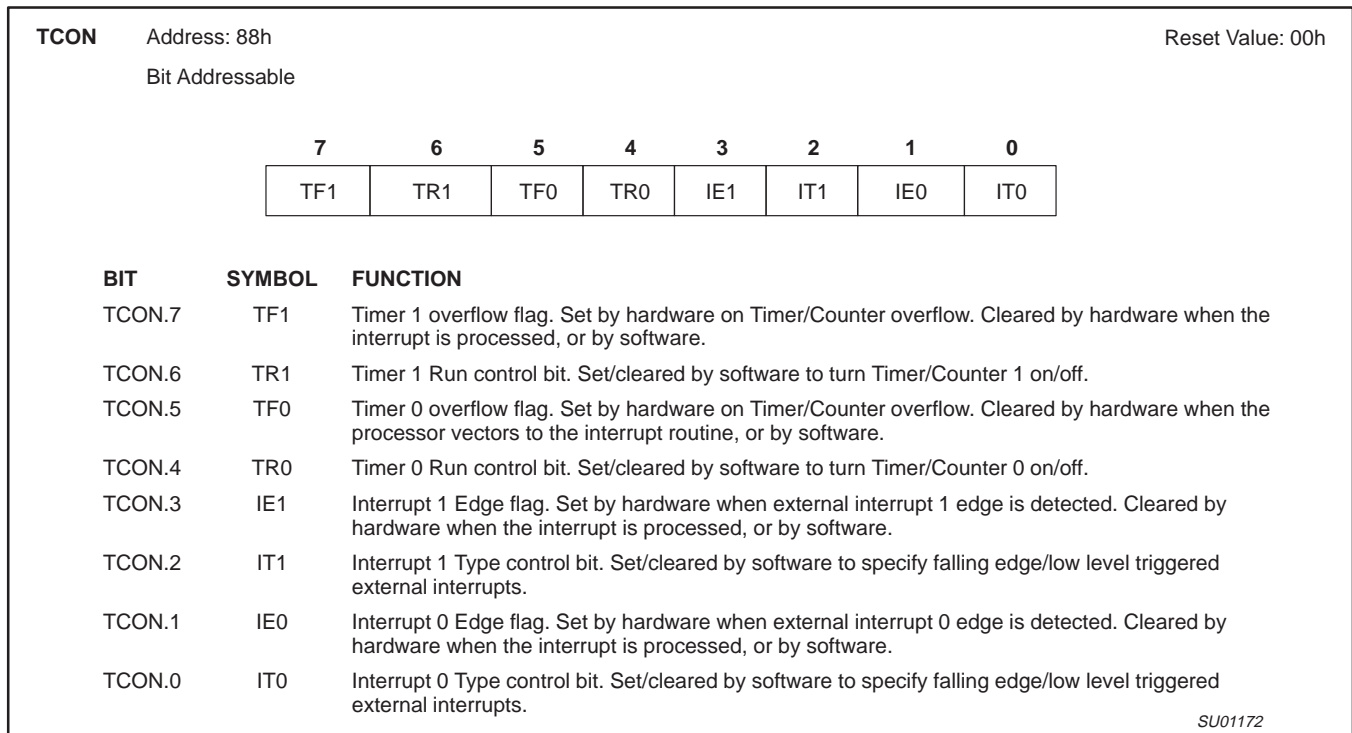 TCON Address: 88h Reset Value: 00h
Bit Addressable
7 6 5 4 3 2 1 0
TF1 TR1 TF0 TR0 IE1 IT1 IE0 IT0
BIT SYMBOL FUNCTION
TCON.7 TF1 Timer 1 overflow flag. Set by hardware on Timer/Counter overflow. Cleared by hardware when the
interrupt is processed, or by software.
TCON.6 TR1 Timer 1 Run control bit. Set/cleared by software to turn Timer/Counter 1 on/off.
TCON.5 TF0 Timer 0 overflow flag. Set by hardware on Timer/Counter overflow. Cleared by hardware when the
processor vectors to the interrupt routine, or by software.
TCON.4 TR0 Timer 0 Run control bit. Set/cleared by software to turn Timer/Counter 0 on/off.
TCON.3 IE1 Interrupt 1 Edge flag. Set by hardware when external interrupt 1 edge is detected. Cleared by
hardware when the interrupt is processed, or by software.
TCON.2 IT1 Interrupt 1 Type control bit. Set/cleared by software to specify falling edge/low level triggered
external interrupts.
TCON.1 IE0 Interrupt 0 Edge flag. Set by hardware when external interrupt 0 edge is detected. Cleared by
hardware when the interrupt is processed, or by software.
TCON.0 IT0 Interrupt 0 Type control bit. Set/cleared by software to specify falling edge/low level triggered
external interrupts.
SU01172